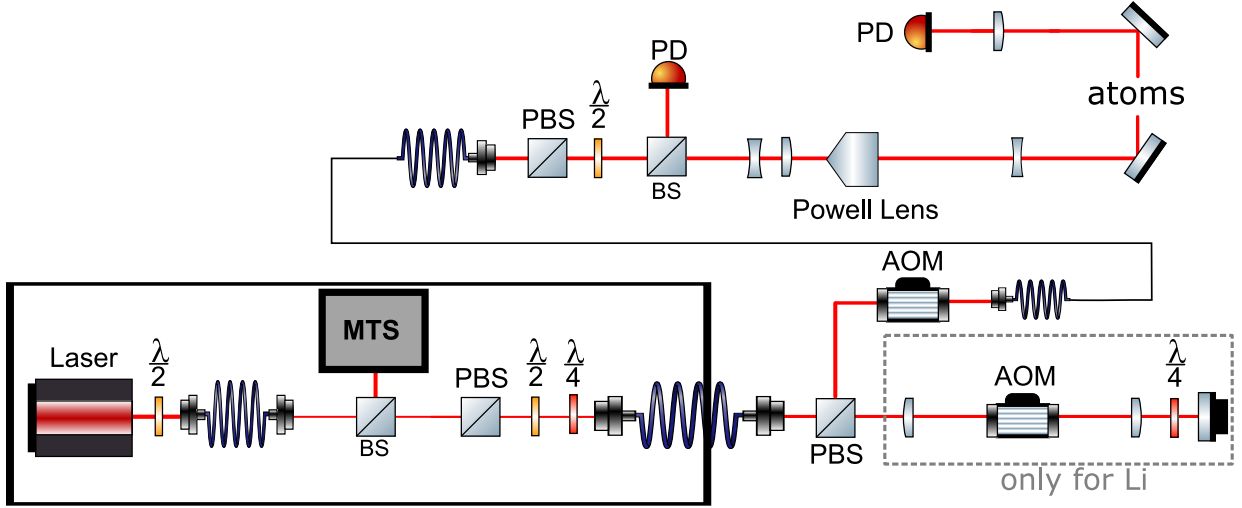 PD
PD
λ
2
PBS
BS
Powell Lens
atoms
AOM
MTS
Laser
λ
2
PBS
λ
2
λ
4
BS
PBS
AOM
λ
4
only for Li